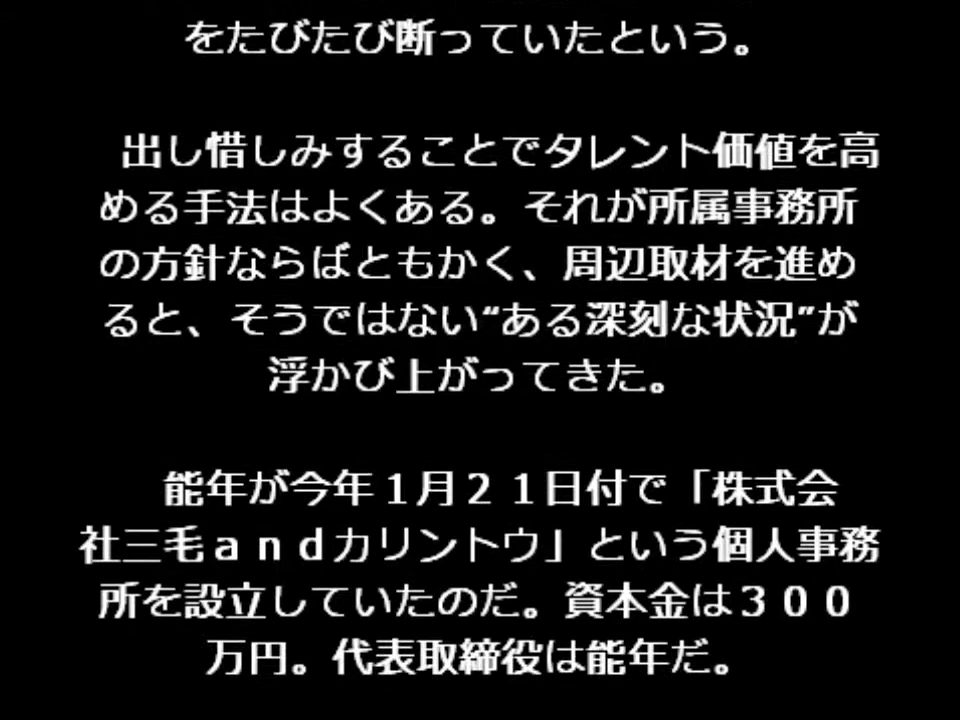 をたびたび断っていたという。
出し惜しみすることでタレント価値を高
める手法はよくある。それが所属事務所
の方針ならばともかく、周辺取材を進め
ると、そうではない“ある深刻な状況”が
浮かび上がってきた。
能年が今年１月２１日付で「株式会
社三毛ａｎｄカリントウ」という個人事務
所を設立していたのだ。資本金は３００
万円。代表取締役は能年だ。